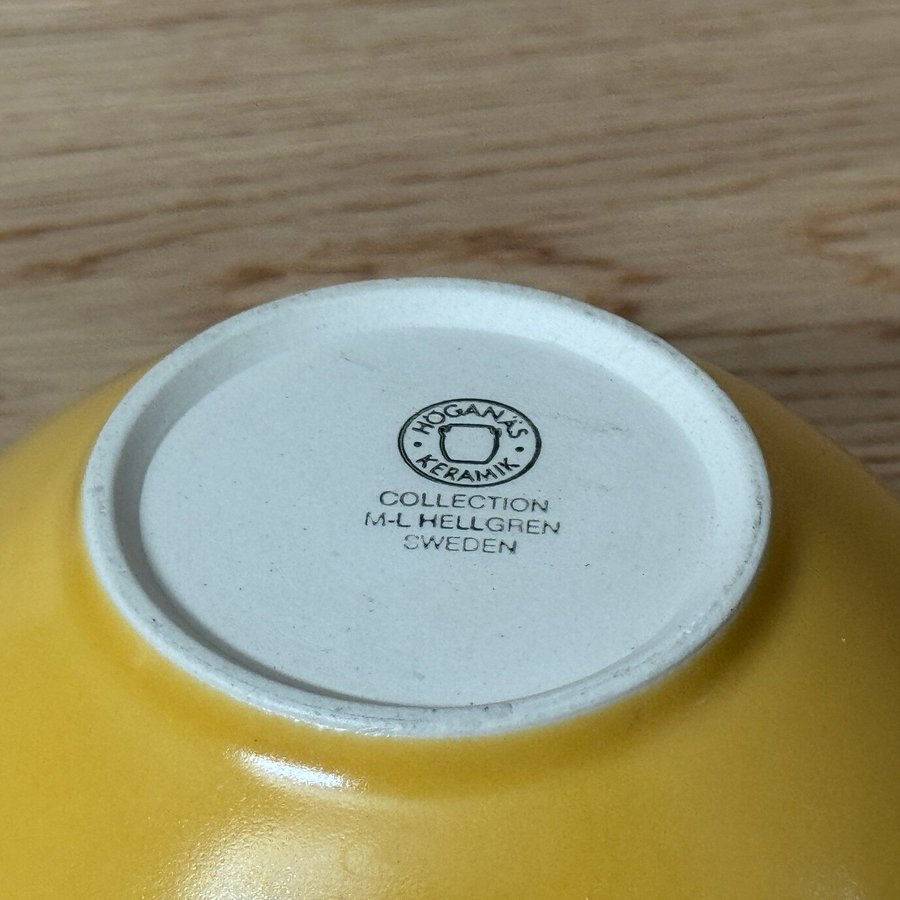 HÖGANÄS
KERAMIK
COLLECTION
M-L HELLGREN
SWEDEN